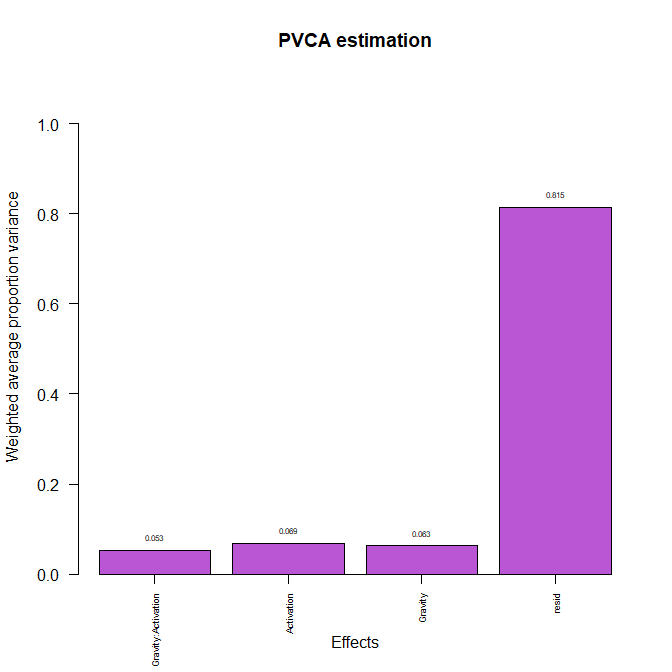 PVCA estimation
Weighted average proportion variance
1.0
0.8
0.6
0.4
0.2
0.0
0.053
0.069
0.063
0.815
Gravity:Activation
Activation
Gravity
resid
Effects